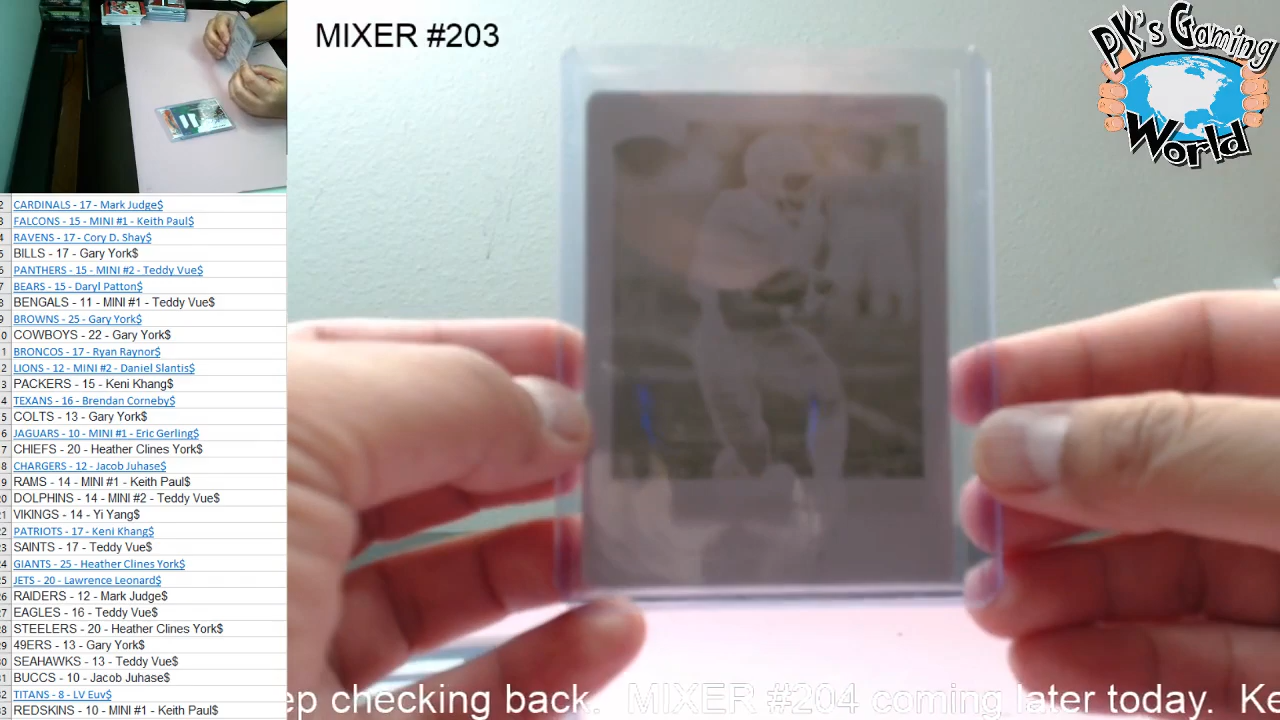 MIXER #203
PK's Gaming
World
CARDINALS - 17 - Mark Judge$
FALCONS - 15 - MINI #1 - Keith Paul$
RAVENS - 17 - Cory D. Shay$
BILLS - 17 - Gary York$
PANTHERS - 15 - MINI #2 - Teddy Vue$
BEARS - 15 - Daryl Patton$
BENGALS - 11 - MINI #1 - Teddy Vue$
BROWNS - 25 - Gary York$
COWBOYS - 22 - Gary York$
BRONCOS - 17 - Ryan Raynor$
LIONS - 12 - MINI #2 - Daniel Slantis$
PACKERS - 15 - Keni Khang$
TEXANS - 16 - Brendan Corneby$
COLTS - 13 - Gary York$
JAGUARS - 10 - MINI #1 - Eric Gerling$
CHIEFS - 20 - Heather Clines York$
CHARGERS - 12 - Jacob Juhase$
RAMS - 14 - MINI #1 - Keith Paul$
DOLPHINS - 14 - MINI #2 - Teddy Vue$
VIKINGS - 14 - Yi Yang$
PATRIOTS - 17 - Keni Khang$
SAINTS - 17 - Teddy Vue$
GIANTS - 25 - Heather Clines York$
JETS - 20 - Lawrence Leonard$
RAIDERS - 12 - Mark Judge$
EAGLES - 16 - Teddy Vue$
STEELERS - 20 - Heather Clines York$
49ERS - 13 - Gary York$
SEAHAWKS - 13 - Teddy Vue$
BUCCS - 10 - Jacob Juhase$
TITANS - 8 - LV Euv$
REDSKINS - 10 - MINI #1 - Keith Paul$
ep checking back. MIXER #204 coming later today. Ke